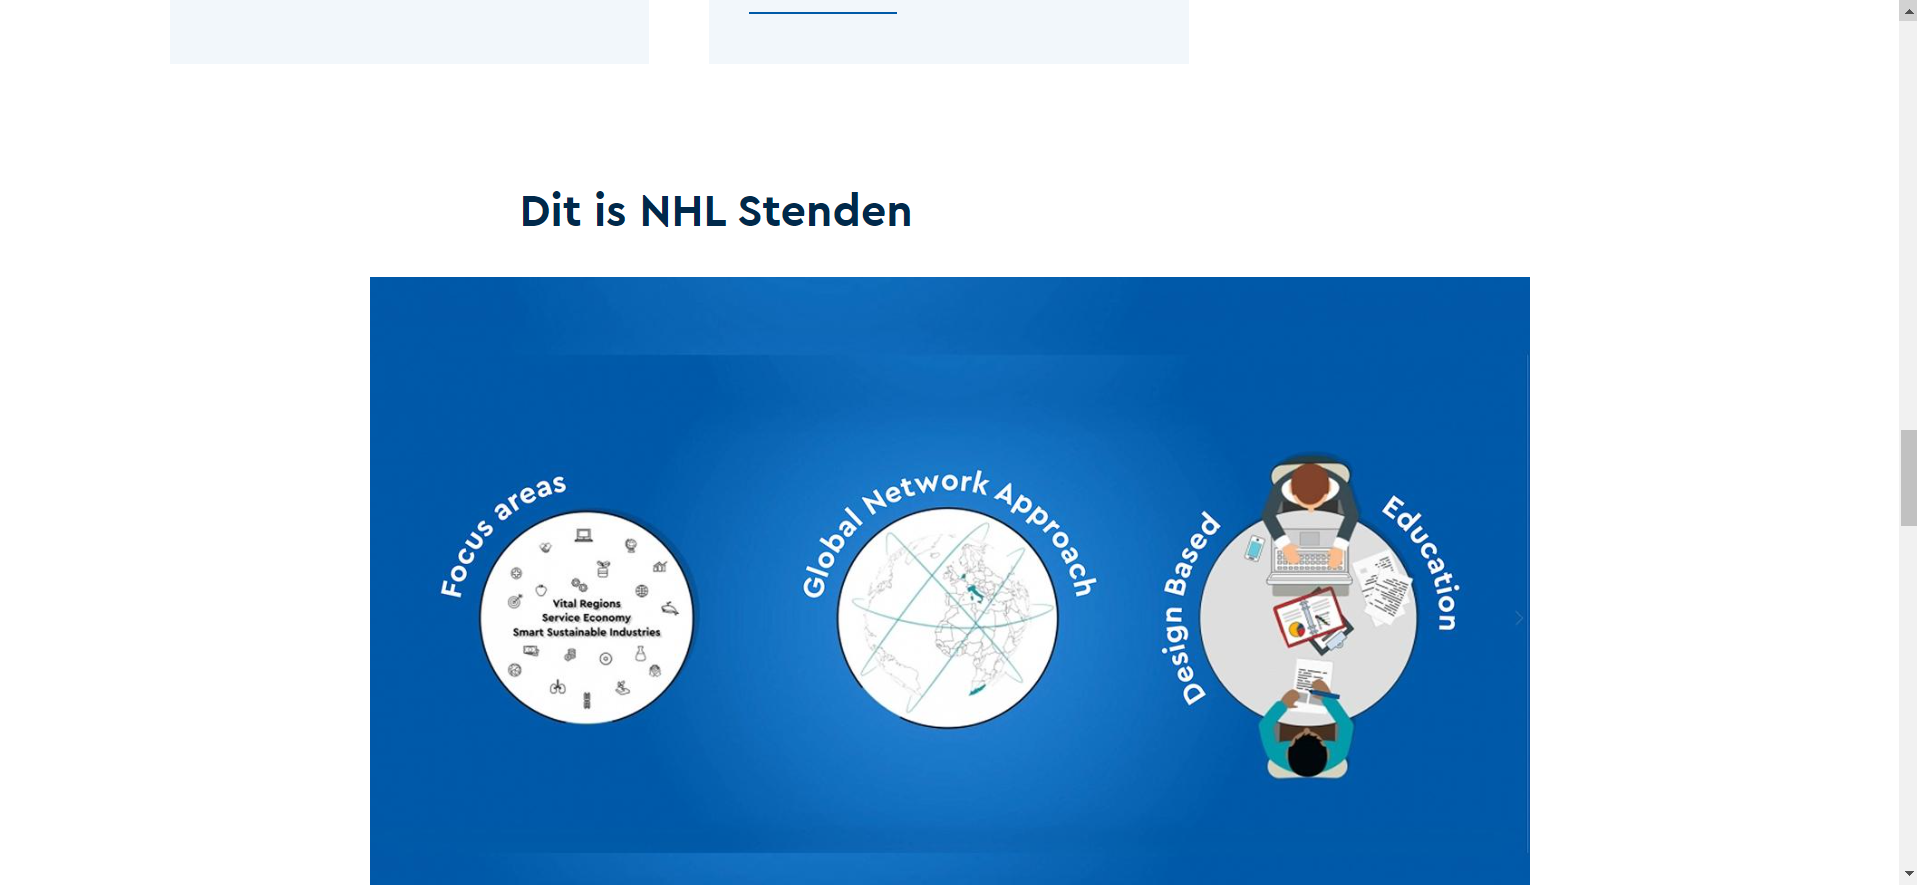 Dit is NHL Stenden
Focus areas
Vital Regions
Service Economy
Smart Sustainable Industries
Global Network Approach
Design Based
Education